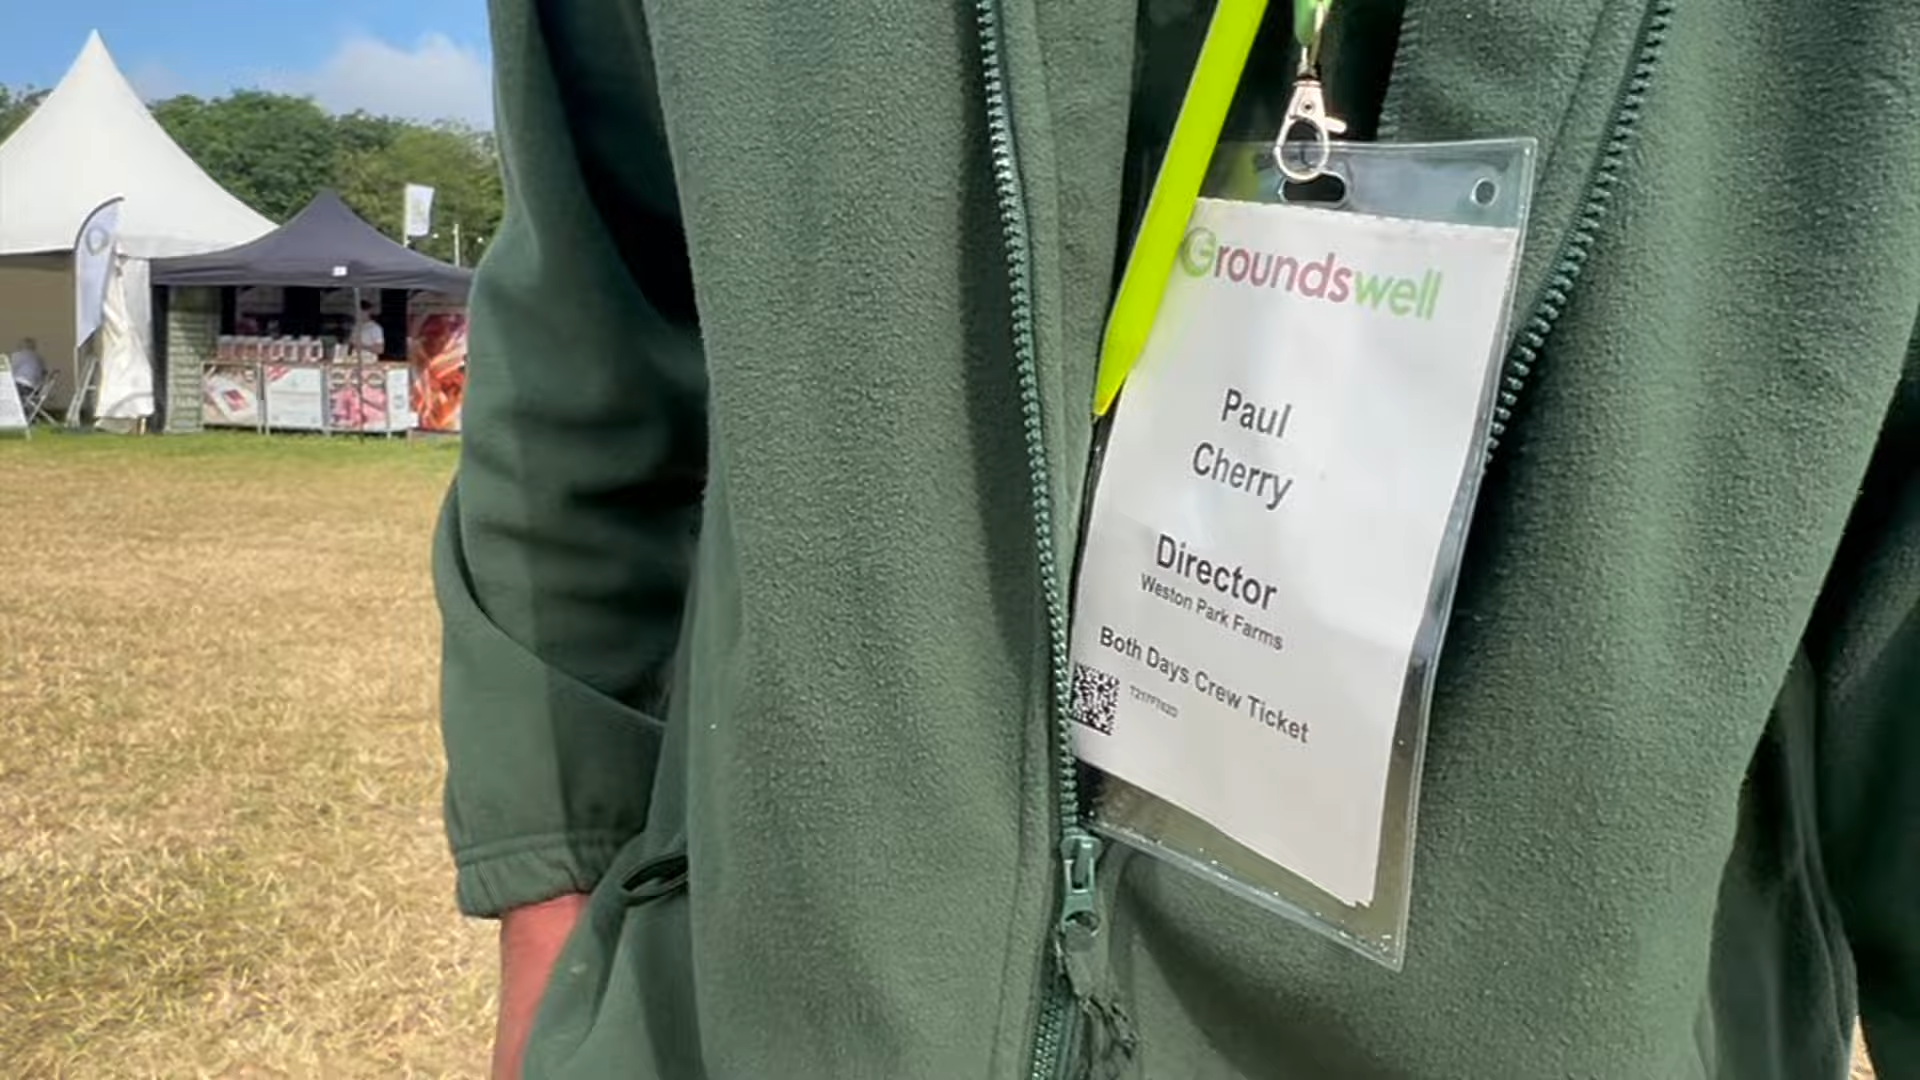 Groundswell
Paul
Cherry
Director
Weston Park Farms
Both Days Crew Ticket